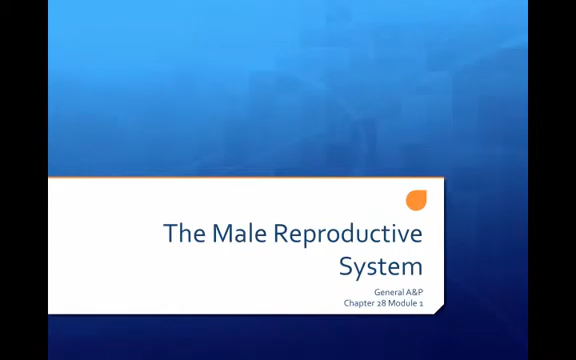 The Male Reproductive
System
General A&P
Chapter 28 Module 1